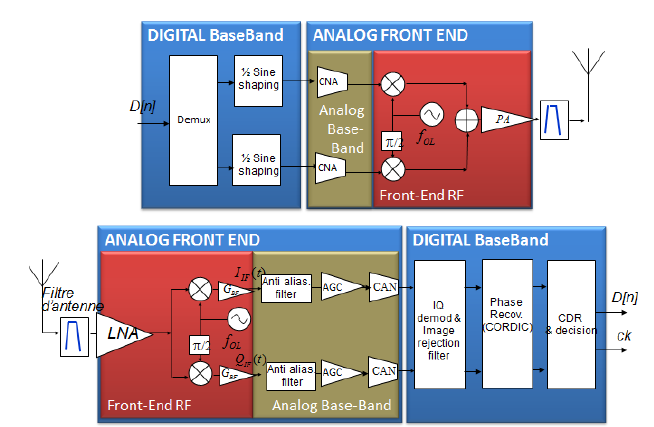 DIGITAL BaseBand
ANALOG FRONT END
½ Sine
shaping
CNA
D[n]
Demux
Analog
Base-
Band
PA
π/2
f_OL
½ Sine
shaping
CNA
Front-End RF
ANALOG FRONT END
DIGITAL BaseBand
Filtre
d'antenne
I_IF(t)
G_BF
Anti alias.
filter
AGC
CAN
LNA
π/2
f_OL
Q_IF(t)
G_BF
Anti alias.
filter
AGC
CAN
IQ
demod &
Image
rejection
filter
Phase
Recov.
(CORDIC)
CDR
& decision
D[n]
ck
Front-End RF
Analog Base-Band